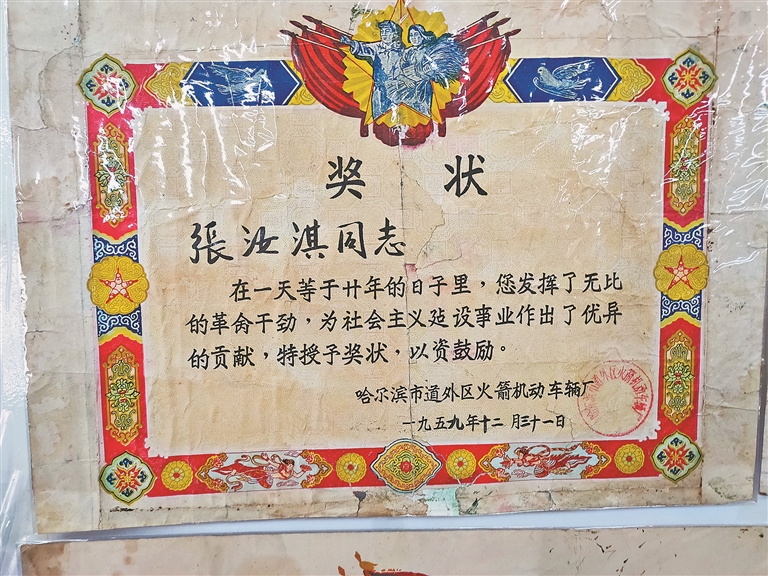 奖 状
張汝淇同志
在一天等于廿年的日子里，您发挥了无比
的革命干劲，为社会主义建设事业作出了优异
的贡献，特授予奖状，以资鼓励。
哈尔滨市道外区火箭机动车辆厂
一九五九年十二月三十一日